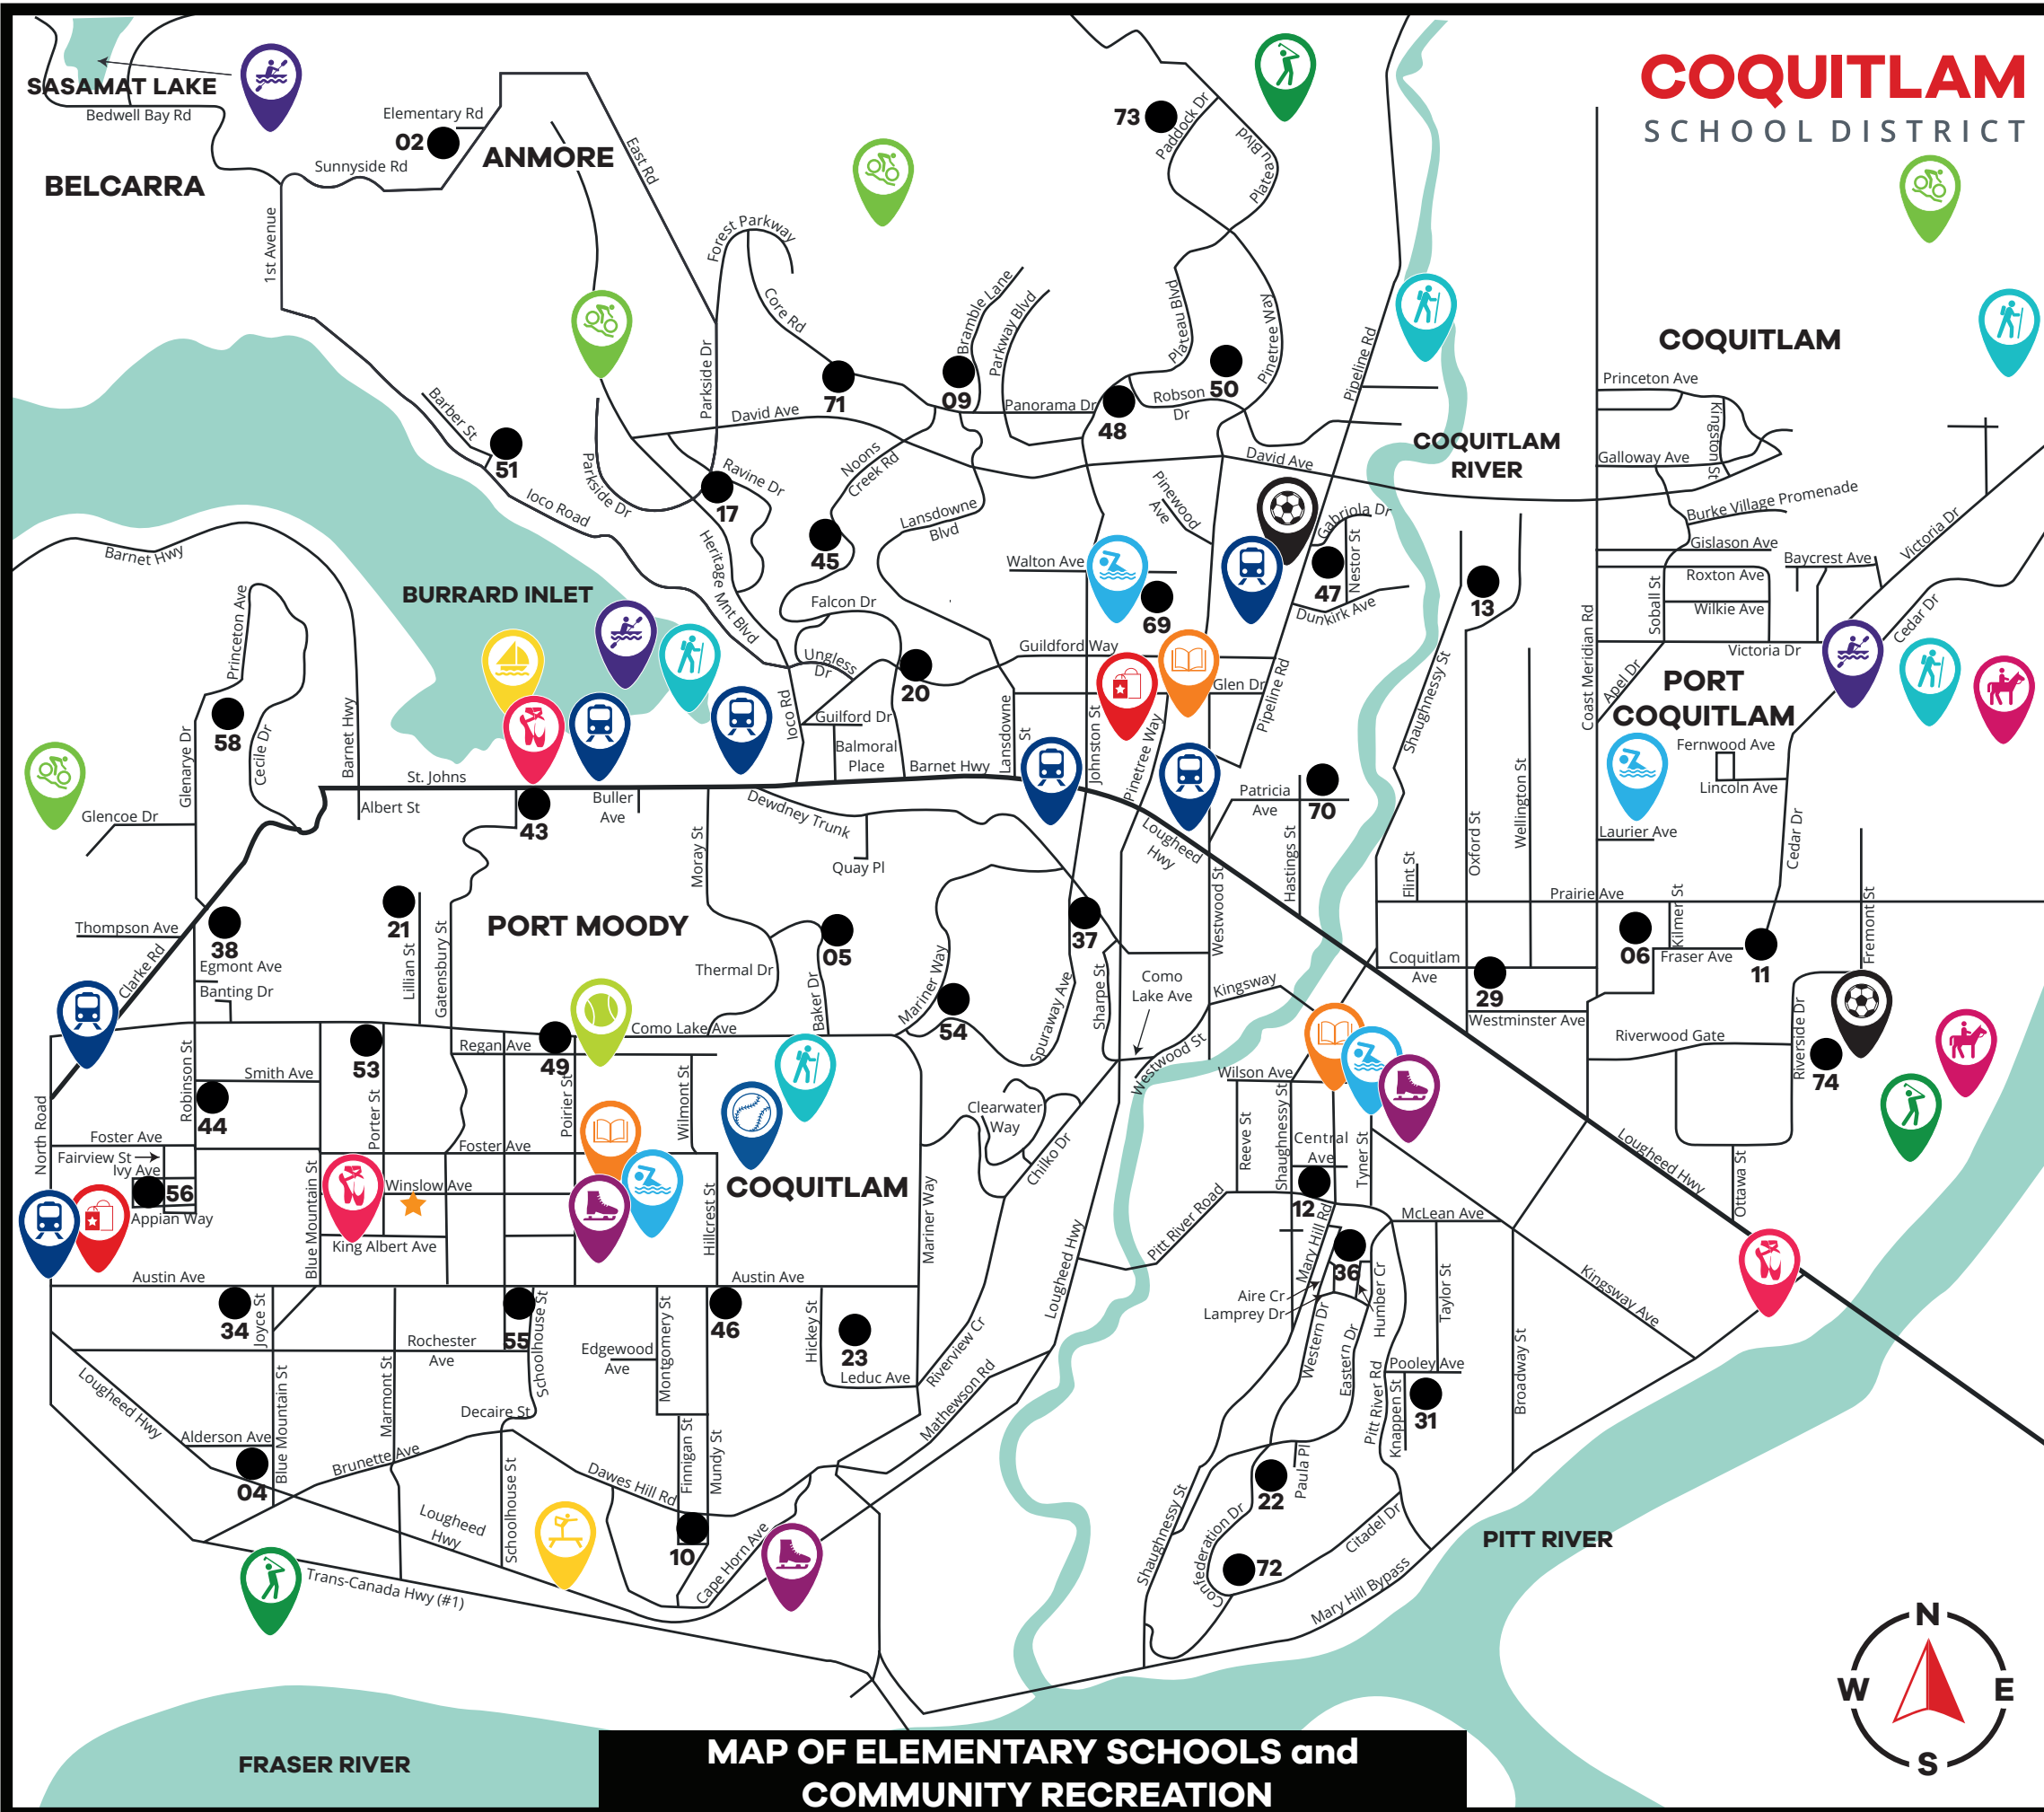 COQUITLAM
SCHOOL DISTRICT
SASAMAT LAKE
Bedwell Bay Rd
BELCARRA
Elementary Rd
02
Sunnyside Rd
ANMORE
East Rd
1st Avenue
73
Paddock Dr
Plateau Blvd
Forest Parkway
Core Rd
Bramble Lane
Parkway Blvd
Plateau Blvd
Pinetree Way
Pipeline Rd
COQUITLAM
Princeton Ave
Kingston St
Parkside Dr
David Ave
71
09
Panorama Dr
48
Robson
Dr
50
COQUITLAM
RIVER
Galloway Ave
Barber St
51
Ioco Road
Parkside Dr
Ravine Dr
17
Noons
Creek Rd
45
Lansdowne
Blvd
Pinewood
Ave
David Ave
Gabriola Dr
Burke Village Promenade
Victoria Dr
Barnet Hwy
BURRARD INLET
Heritage Mnt Blvd
Falcon Dr
Walton Ave
69
47
Nestor St
Dunkirk Ave
13
Gislason Ave
Baycrest Ave
Roxton Ave
Wilkie Ave
Soball St
Coast Meridian Rd
Victoria Dr
Cedar Dr
Princeton Ave
58
Glenarye Dr
Cecile Dr
Barnet Hwy
Ungless
Dr
20
Guildford Way
Glen Dr
Pipeline Rd
Shaughnessy St
Apel Dr
PORT
COQUITLAM
Ioco Rd
Guilford Dr
Balmoral
Place
Barnet Hwy
Lansdowne
St
Johnston St
Pinetree Way
Fernwood Ave
Lincoln Ave
Laurier Ave
Cedar Dr
Glencoe Dr
St. Johns
Albert St
43
Buller
Ave
Dewdney Trunk
Quay Pl
Moray St
Lougheed
Hwy
Patricia
Ave
70
Hastings St
Westwood St
Flint St
Oxford St
Wellington St
Prairie Ave
Kilmer St
Fremont St
Thompson Ave
38
Clarke Rd
Egmont Ave
Banting Dr
21
Lillian St
Gatensbury St
PORT MOODY
Thermal Dr
05
Baker Dr
Mariner Way
54
37
Spuraway Ave
Sharpe St
Como
Lake Ave
Kingsway
Westwood St
Coquitlam
Ave
29
Westminster Ave
06
Fraser Ave
11
Riverwood Gate
Riverside Dr
74
Como Lake Ave
Regan Ave
49
53
Robinson St
Smith Ave
44
Porter St
Poirier St
Wilmont St
North Road
Foster Ave
Fairview St
Ivy Ave
56
Appian Way
Foster Ave
Winslow Ave
King Albert Ave
Blue Mountain St
Hillcrest St
COQUITLAM
Mariner Way
Clearwater
Way
Chilko Dr
Lougheed Hwy
Wilson Ave
Reeve St
Shaughnessy St
Central
Ave
Tyner St
12
Pitt River Road
Mary Hill Rd
36
McLean Ave
Lougheed Hwy
Ottawa St
Austin Ave
Austin Ave
34
Joyce St
Rochester
Ave
55
Schoolhouse St
Edgewood
Ave
Montgomery St
46
Hickey St
23
Leduc Ave
Riverview Cr
Mathewson Rd
Aire Cr
Lamprey Dr
Western Dr
Eastern Dr
Humber Cr
Pitt River Rd
Taylor St
Pooley Ave
Knappen St
31
Broadway St
Kingsway Ave
Lougheed Hwy
Alderson Ave
04
Blue Mountain St
Marmont St
Brunette Ave
Decaire St
Schoolhouse St
Lougheed
Hwy
Dawes Hill Rd
Finnigan St
Mundy St
10
Cape Horn Ave
Trans-Canada Hwy (#1)
Shaughnessy St
22
Paula Pl
Confederation Dr
72
Citadel Dr
Mary Hill Bypass
PITT RIVER
FRASER RIVER
N
W
E
S
MAP OF ELEMENTARY SCHOOLS and
COMMUNITY RECREATION